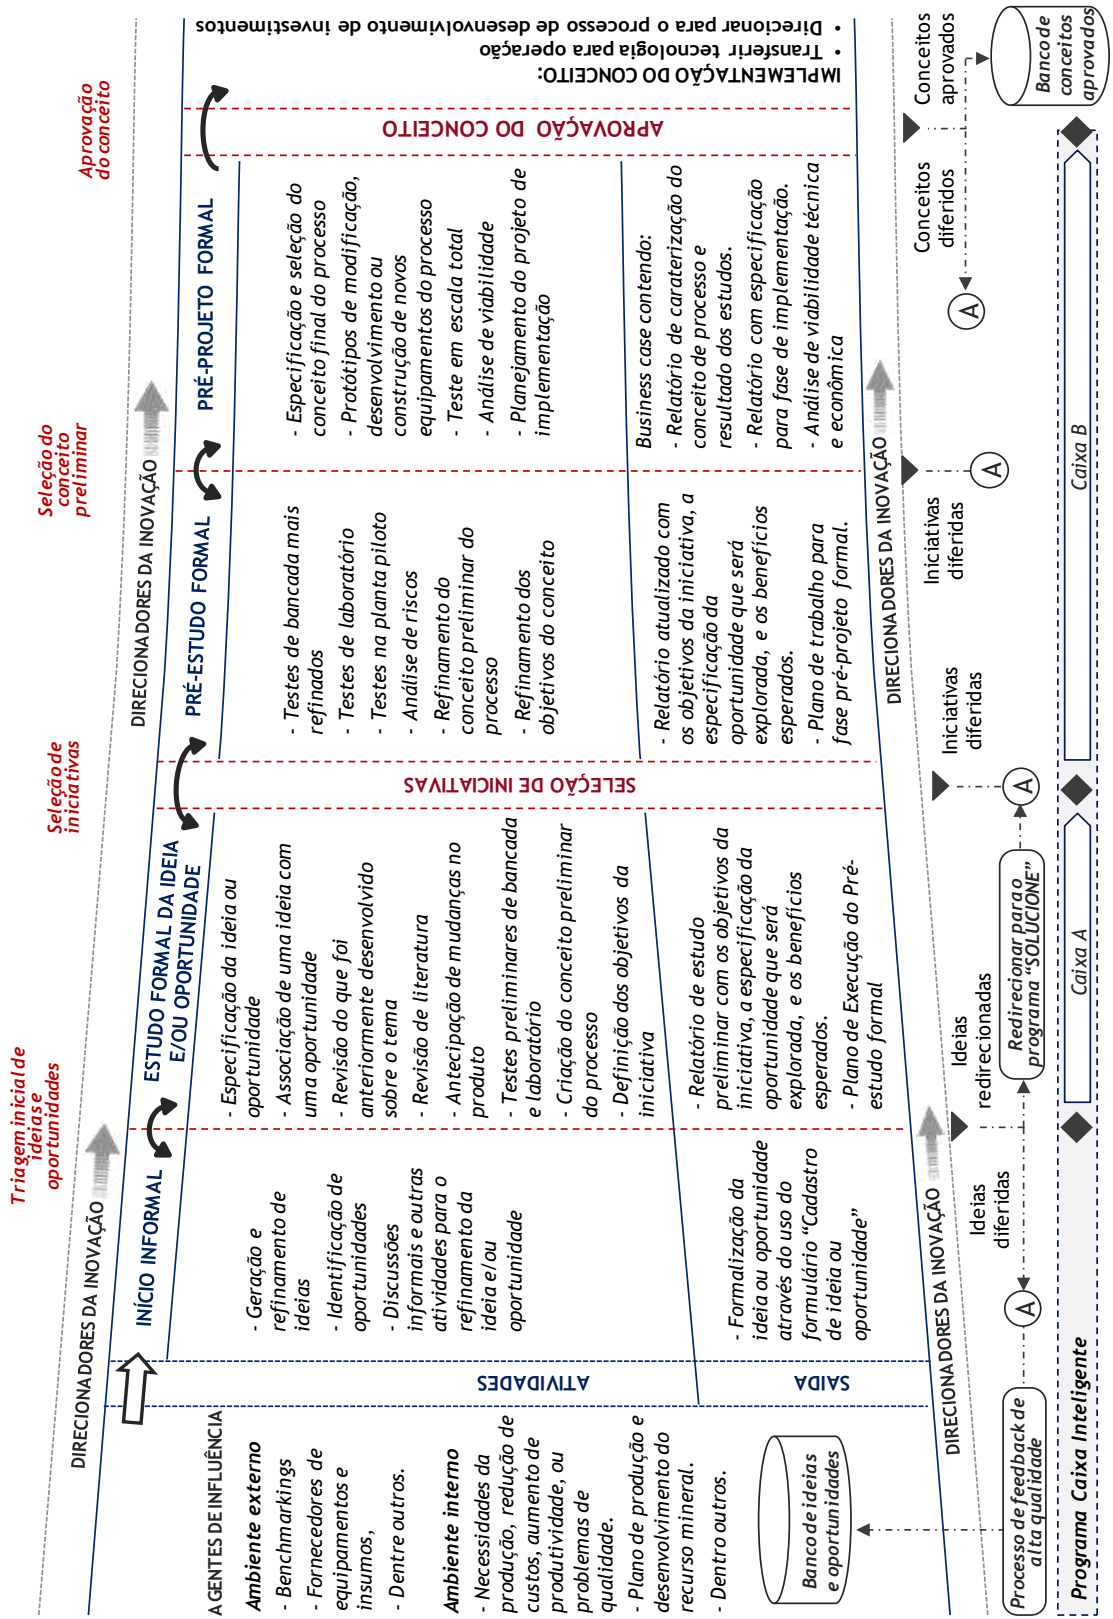 Triagem inicial de
ideias e
oportunidades
Seleção de
iniciativas
Seleção do
conceito
preliminar
Aprovação
do conceito
DIRECIONADORES DA INOVAÇÃO
DIRECIONADORES DA INOVAÇÃO
INÍCIO INFORMAL
ESTUDO FORMAL DA IDEIA
E/OU OPORTUNIDADE
PRÉ-ESTUDO FORMAL
PRÉ-PROJETO FORMAL
AGENTES DE INFLUÊNCIA
Ambiente externo
- Benchmarkings
- Fornecedores de
equipamentos e
insumos,
- Dentre outros.
Ambiente interno
- Necessidades da
produção, redução de
custos, aumento de
produtividade, ou
problemas de
qualidade.
- Plano de produção e
desenvolvimento do
recurso mineral.
- Dentro outros.
Banco de ideias
e oportunidades
ATIVIDADES
SAIDA
- Geração e
refinamento de
ideias
- Identificação de
oportunidades
- Discussões
informais e outras
atividades para o
refinamento da
ideia e/ou
oportunidade
- Formalização da
ideia ou oportunidade
através do uso do
formulário “Cadastro
de ideia ou
oportunidade”
- Especificação da ideia ou
oportunidade
- Associação de uma ideia com
uma oportunidade
- Revisão do que foi
anteriormente desenvolvido
sobre o tema
- Revisão de literatura
- Antecipação de mudanças no
produto
- Testes preliminares de bancada
e laboratório
- Criação do conceito preliminar
do processo
- Definição dos objetivos da
iniciativa
- Relatório de estudo
preliminar com os objetivos da
iniciativa, a especificação da
oportunidade que será
explorada, e os benefícios
esperados.
- Plano de Execução do Pré-
estudo formal
SELEÇÃO DE INICIATIVAS
- Testes de bancada mais
refinados
- Testes de laboratório
- Testes na planta piloto
- Análise de riscos
- Refinamento do
conceito preliminar do
processo
- Refinamento dos
objetivos do conceito
- Relatório atualizado com
os objetivos da iniciativa, a
especificação da
oportunidade que será
explorada, e os benefícios
esperados.
- Plano de trabalho para
fase pré-projeto formal.
- Especificação e seleção do
conceito final do processo
- Protótipos de modificação,
desenvolvimento ou
construção de novos
equipamentos do processo
- Teste em escala total
- Análise de viabilidade
- Planejamento do projeto de
implementação
Business case contendo:
- Relatório de caraterização do
conceito de processo e
resultado dos estudos.
- Relatório com especificação
para fase de implementação.
- Análise de viabilidade técnica
e econômica
APROVAÇÃO DO CONCEITO
IMPLEMENTAÇÃO DO CONCEITO:
• Transferir tecnologia para operação
• Direcionar para o processo de desenvolvimento de investimentos
DIRECIONADORES DA INOVAÇÃO
DIRECIONADORES DA INOVAÇÃO
Processo de feedback de
alta qualidade
A
Ideias
diferidas
Ideias
redirecionadas
Redirecionar para o
programa “SOLUCIONE”
A
Iniciativas
diferidas
Iniciativas
diferidas
A
A
Conceitos
diferidos
Conceitos
aprovados
Banco de
conceitos
aprovados
Programa Caixa Inteligente
Caixa A
Caixa B